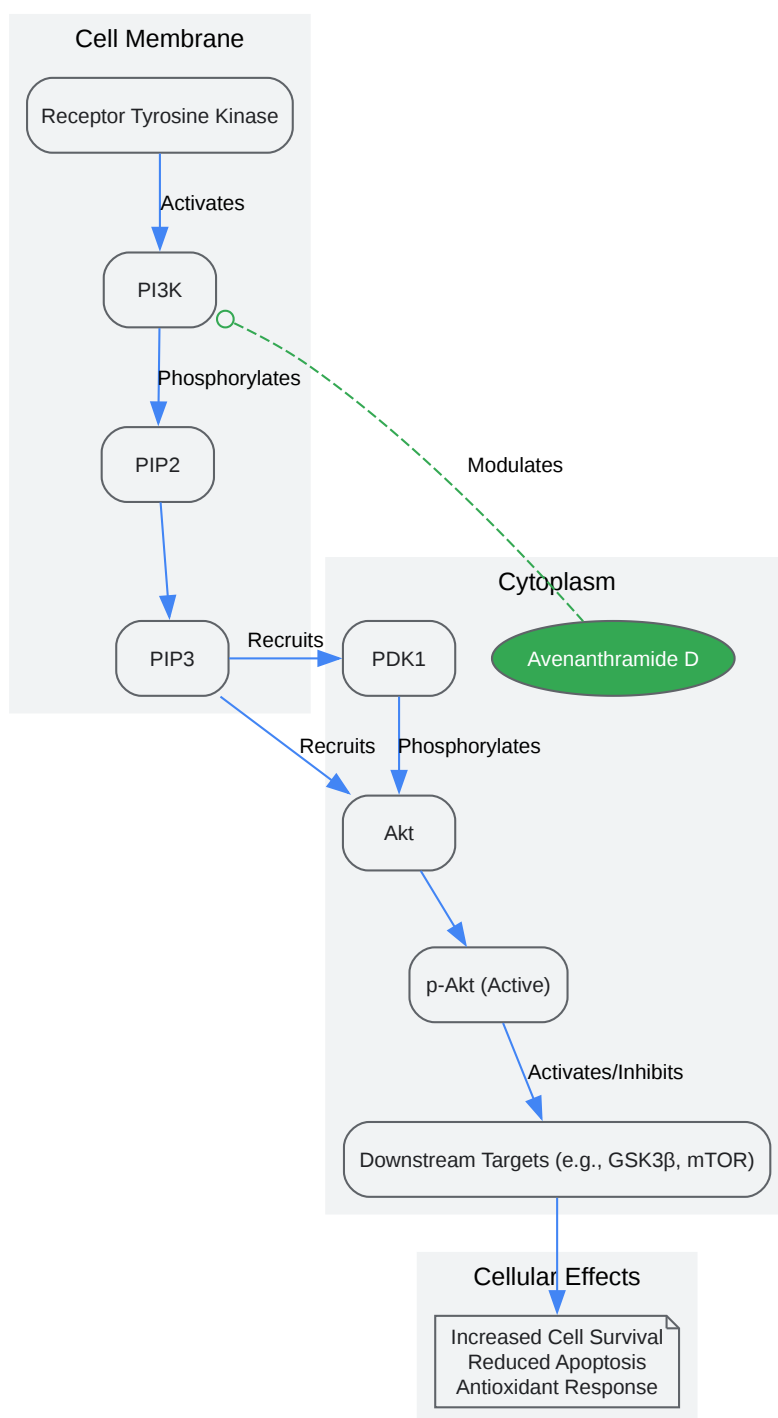 Cell Membrane
Receptor Tyrosine Kinase
Activates
PI3K
Phosphorylates
PIP2
Modulates
Cytoplasm
PIP3
Recruits
PDK1
Avenanthramide D
Recruits
Phosphorylates
Akt
p-Akt (Active)
Activates/Inhibits
Downstream Targets (e.g., GSK3β, mTOR)
Cellular Effects
Increased Cell Survival
Reduced Apoptosis
Antioxidant Response